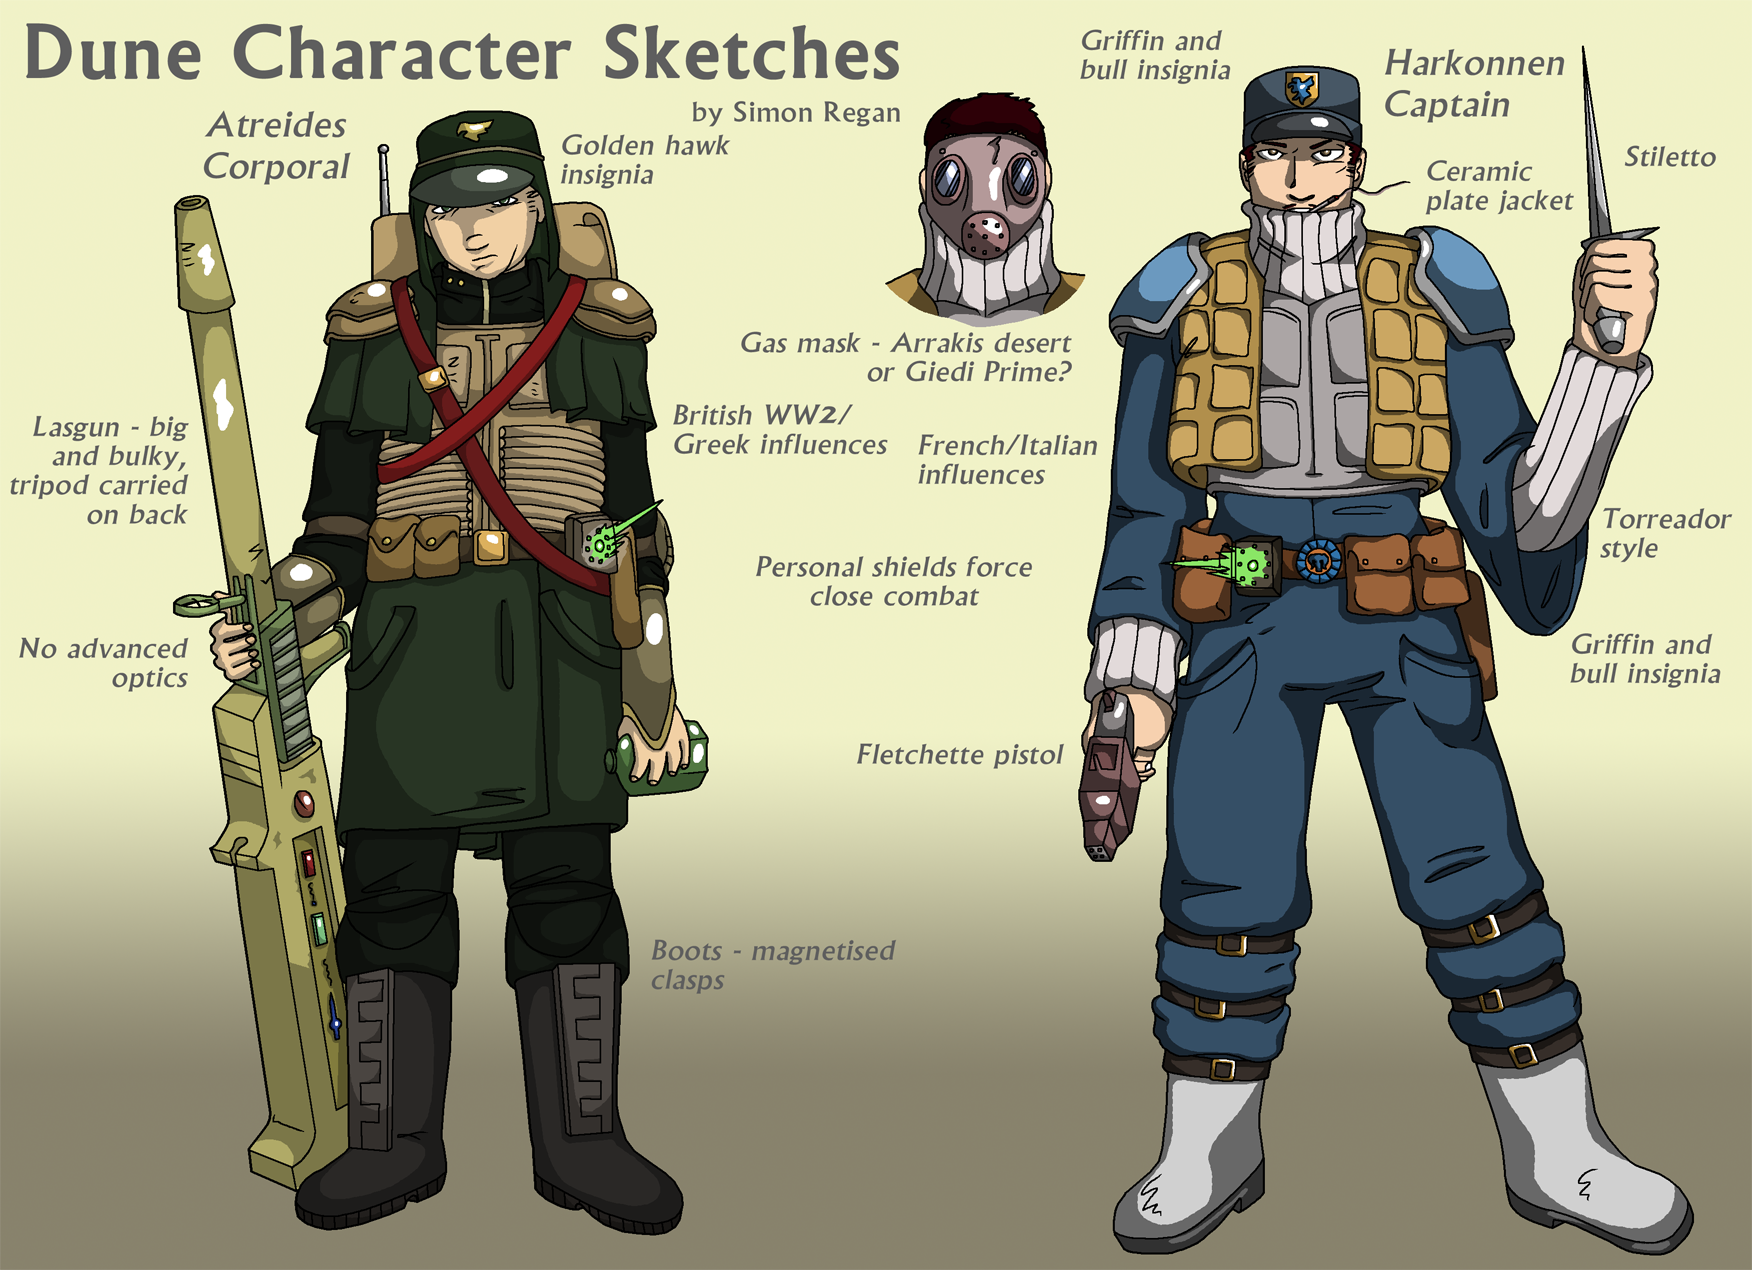 Dune Character Sketches
by Simon Regan
Atreides
Corporal
Golden hawk
insignia
Griffin and
bull insignia
Harkonnen
Captain
Stiletto
Ceramic
plate jacket
Gas mask - Arrakis desert
or Giedi Prime?
Lasgun - big
and bulky,
tripod carried
on back
British WW2/
Greek influences
French/Italian
influences
Torreador
style
Personal shields force
close combat
No advanced
optics
Griffin and
bull insignia
Fletchette pistol
Boots - magnetised
clasps